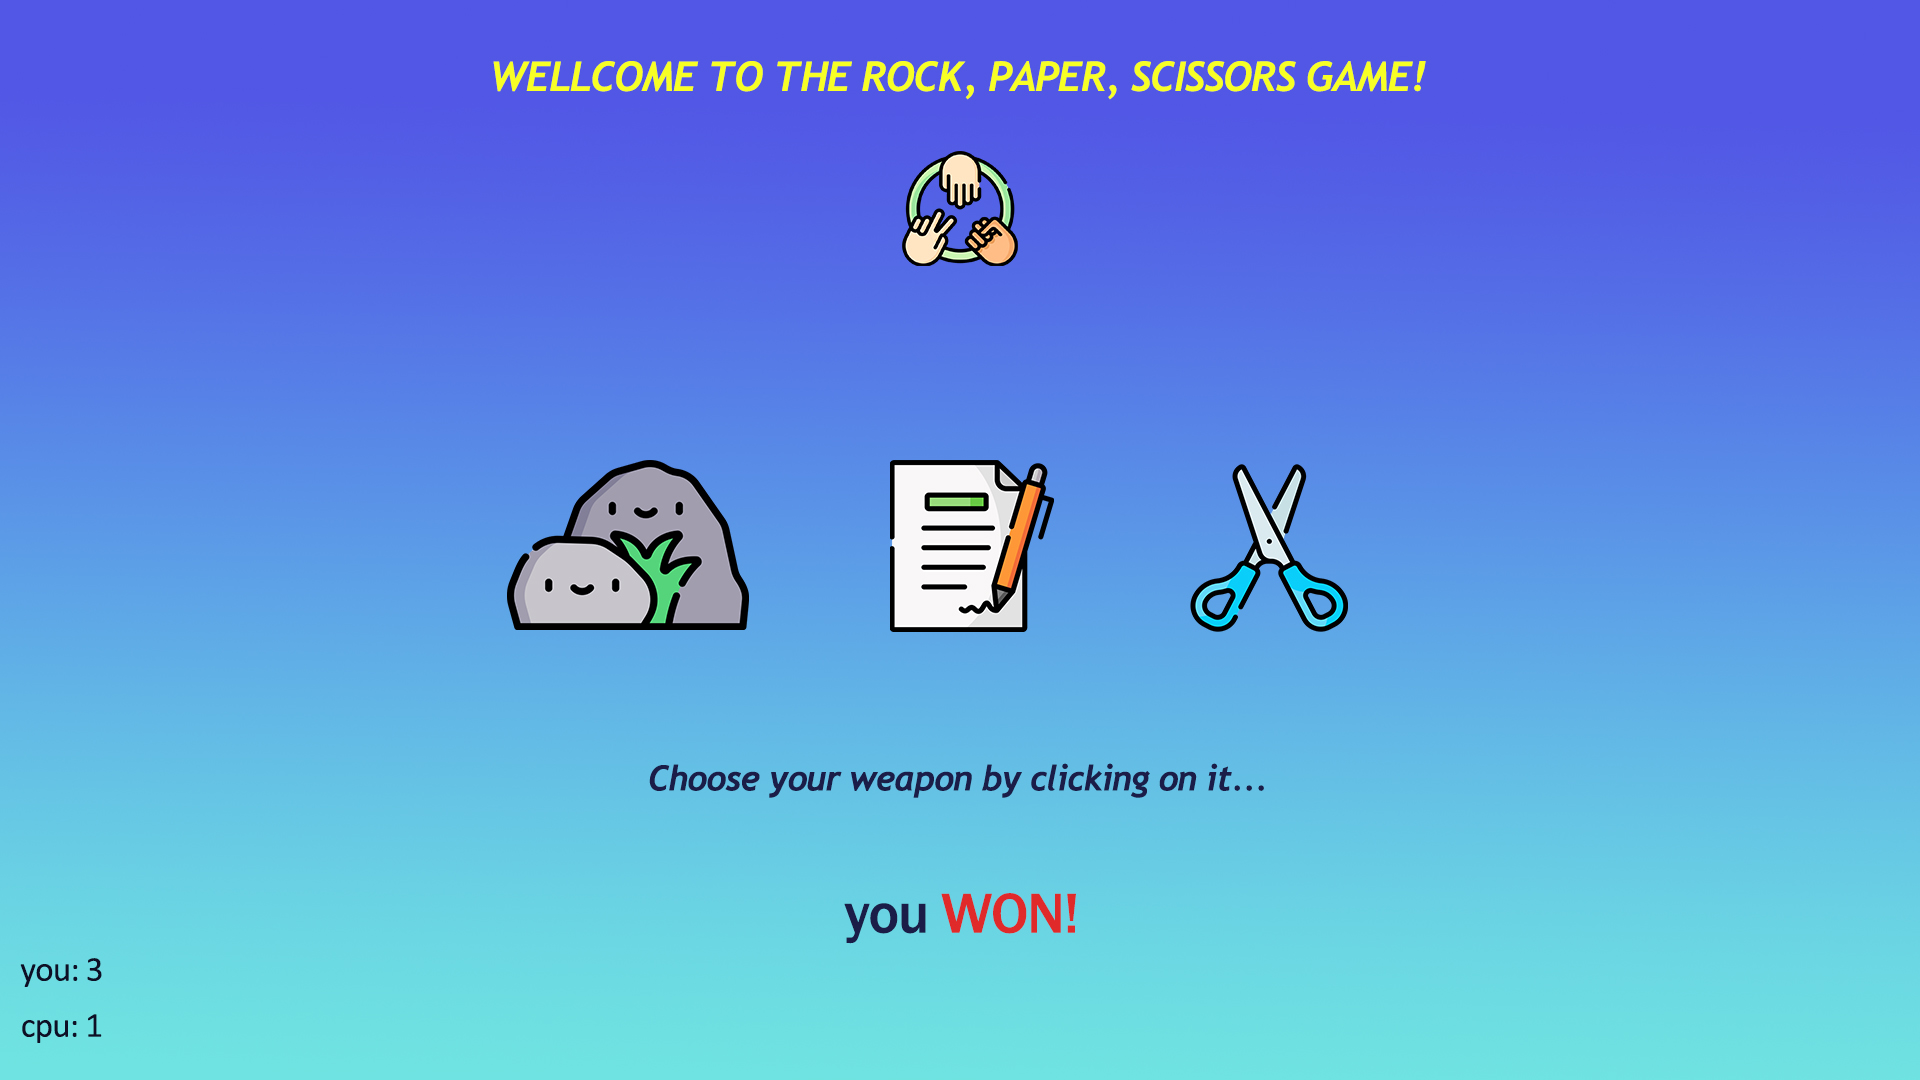 WELLCOME TO THE ROCK, PAPER, SCISSORS GAME!
Choose your weapon by clicking on it...
you WON!
you: 3
cpu: 1